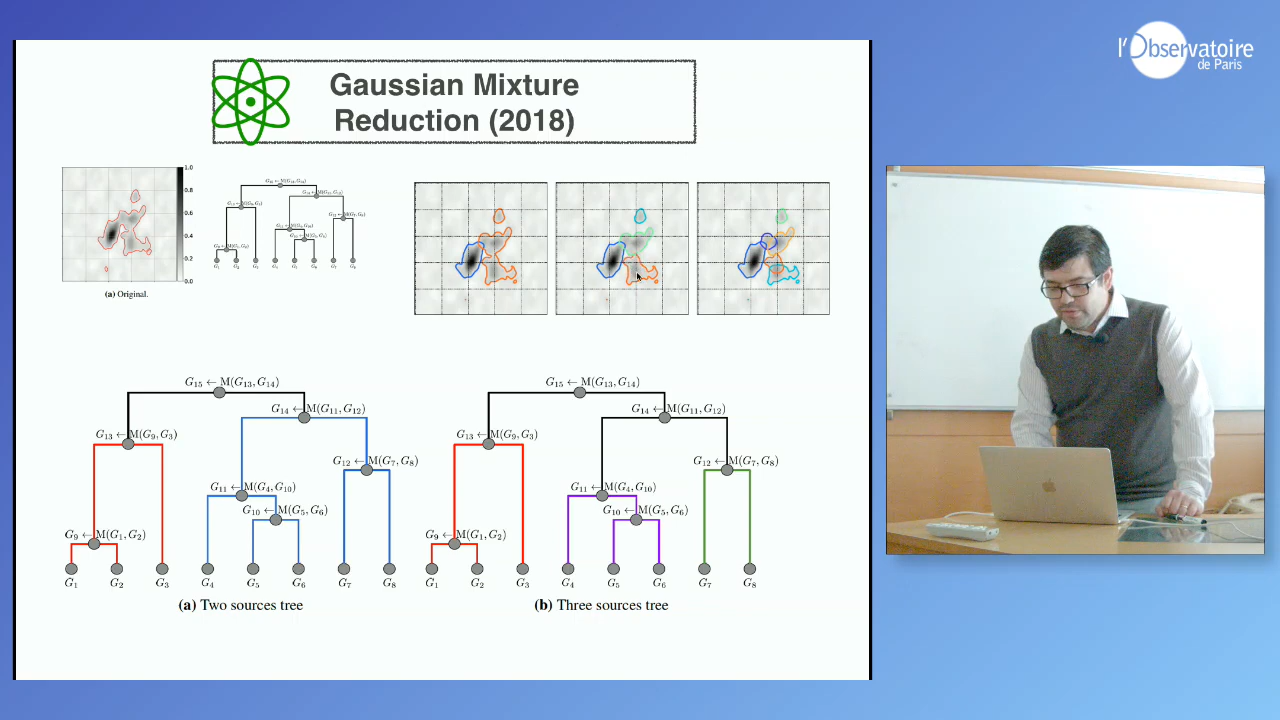 l'Observatoire
de Paris
Gaussian Mixture
Reduction (2018)
1.0
0.8
0.6
0.4
0.2
0.0
(a) Original.
G₁₅ ← M(G₁₃, G₁₄)
G₁₄ ← M(G₁₁, G₁₂)
G₁₃ ← M(G₉, G₃)
G₁₂ ← M(G₇, G₈)
G₁₁ ← M(G₄, G₁₀)
G₁₀ ← M(G₅, G₆)
G₉ ← M(G₁, G₂)
G₁ G₂ G₃ G₄ G₅ G₆ G₇ G₈
(a) Two sources tree
G₁₅ ← M(G₁₃, G₁₄)
G₁₄ ← M(G₁₁, G₁₂)
G₁₃ ← M(G₉, G₃)
G₁₂ ← M(G₇, G₈)
G₁₁ ← M(G₄, G₁₀)
G₁₀ ← M(G₅, G₆)
G₉ ← M(G₁, G₂)
G₁ G₂ G₃ G₄ G₅ G₆ G₇ G₈
(b) Three sources tree